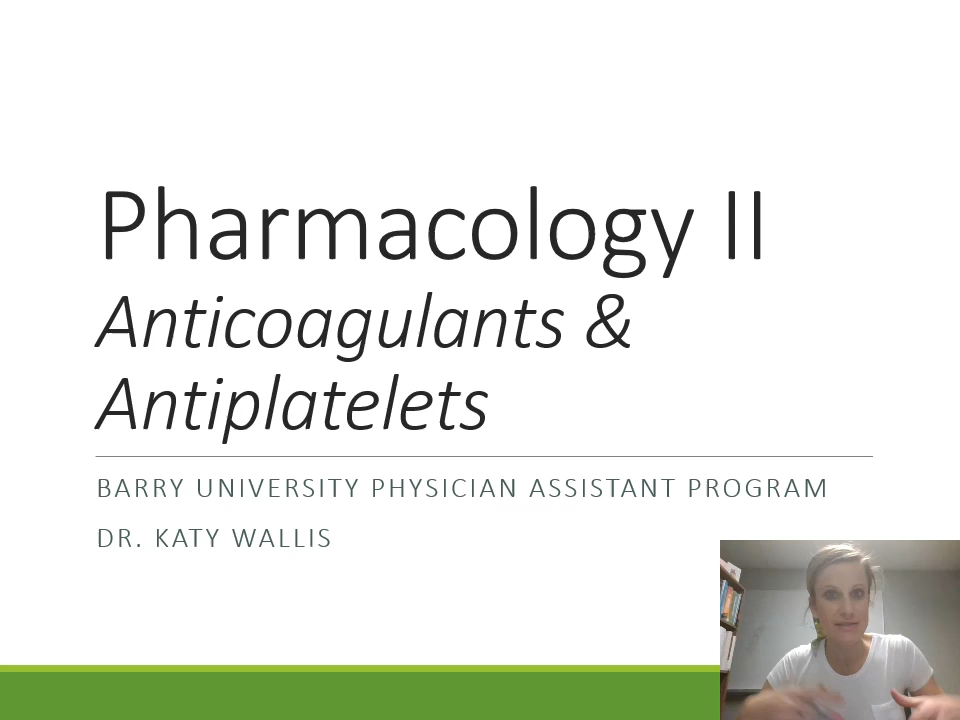 Pharmacology II
Anticoagulants &
Antiplatelets
BARRY UNIVERSITY PHYSICIAN ASSISTANT PROGRAM
DR. KATY WALLIS